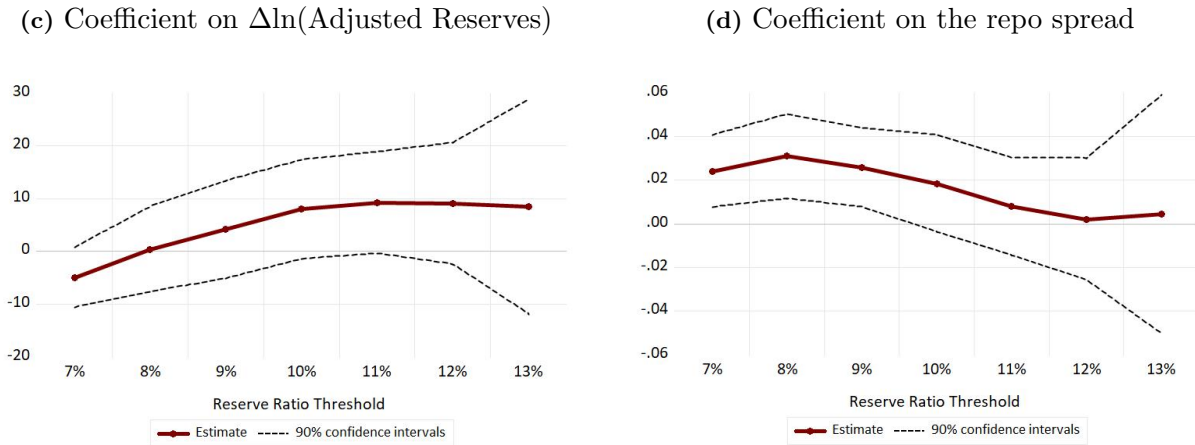 (c) Coefficient on Δln(Adjusted Reserves)
30
20
10
0
-10
-20
7% 8% 9% 10% 11% 12% 13%
Reserve Ratio Threshold
Estimate 90% confidence intervals
(d) Coefficient on the repo spread
.06
.04
.02
.00
-.02
-.04
-.06
7% 8% 9% 10% 11% 12% 13%
Reserve Ratio Threshold
Estimate 90% confidence intervals